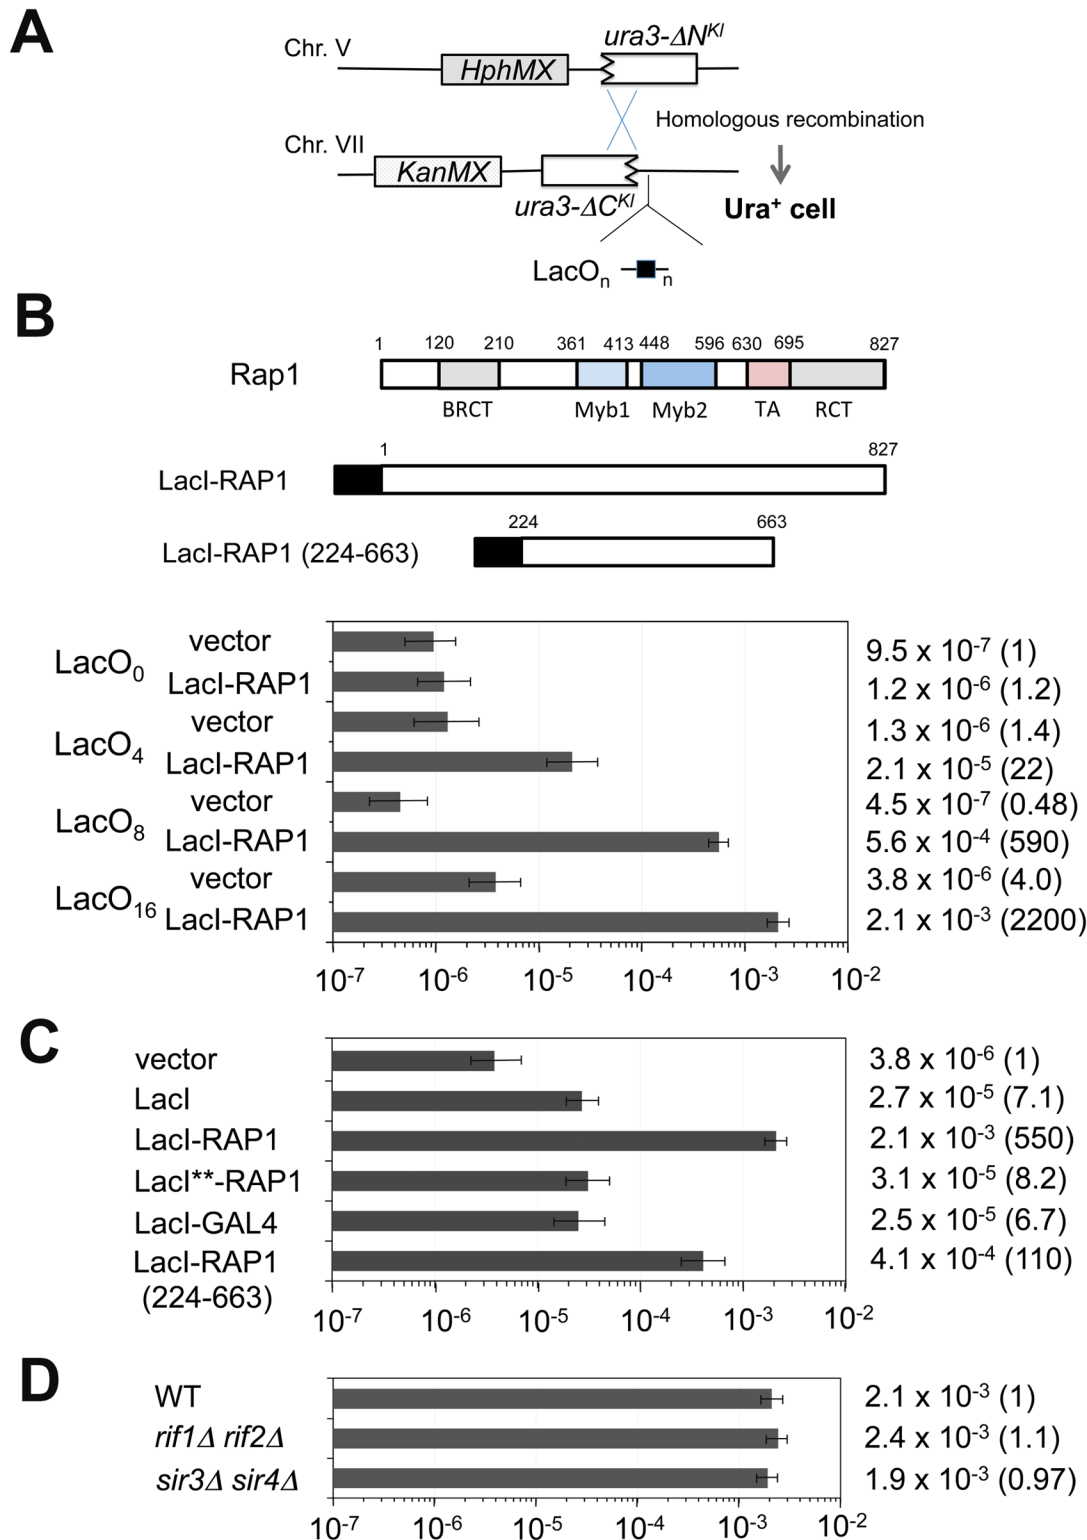 A
Chr. V
HphMX
ura3-ΔN^Kl
Homologous recombination
Chr. VII
KanMX
ura3-ΔC^Kl
Ura⁺ cell
LacOₙ n
B
1 120 210 361 413 448 596 630 695 827
Rap1
BRCT Myb1 Myb2 TA RCT
1 827
LacI-RAP1
224 663
LacI-RAP1 (224-663)
LacO₀ vector 9.5 x 10⁻⁷ (1)
LacI-RAP1 1.2 x 10⁻⁶ (1.2)
LacO₄ vector 1.3 x 10⁻⁶ (1.4)
LacI-RAP1 2.1 x 10⁻⁵ (22)
LacO₈ vector 4.5 x 10⁻⁷ (0.48)
LacI-RAP1 5.6 x 10⁻⁴ (590)
LacO₁₆ vector 3.8 x 10⁻⁶ (4.0)
LacI-RAP1 2.1 x 10⁻³ (2200)
10⁻⁷ 10⁻⁶ 10⁻⁵ 10⁻⁴ 10⁻³ 10⁻²
C
vector 3.8 x 10⁻⁶ (1)
LacI 2.7 x 10⁻⁵ (7.1)
LacI-RAP1 2.1 x 10⁻³ (550)
LacI**-RAP1 3.1 x 10⁻⁵ (8.2)
LacI-GAL4 2.5 x 10⁻⁵ (6.7)
LacI-RAP1 4.1 x 10⁻⁴ (110)
(224-663)
10⁻⁷ 10⁻⁶ 10⁻⁵ 10⁻⁴ 10⁻³ 10⁻²
D
WT 2.1 x 10⁻³ (1)
rif1Δ rif2Δ 2.4 x 10⁻³ (1.1)
sir3Δ sir4Δ 1.9 x 10⁻³ (0.97)
10⁻⁷ 10⁻⁶ 10⁻⁵ 10⁻⁴ 10⁻³ 10⁻²